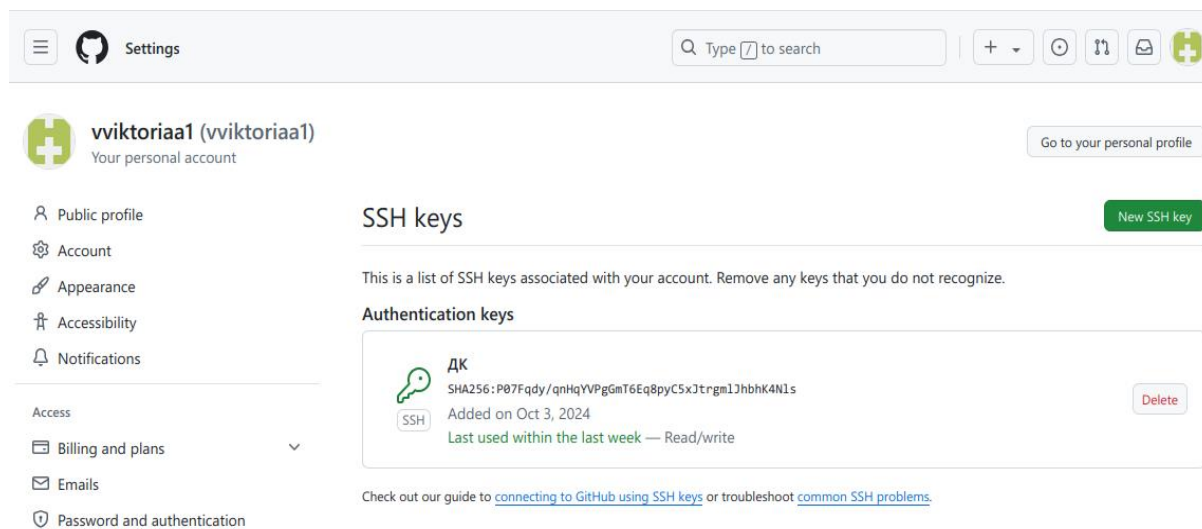 Settings
Type / to search
vviktoriaa1 (vviktoriaa1)
Your personal account
Go to your personal profile
Public profile
Account
Appearance
Accessibility
Notifications
Access
Billing and plans
Emails
Password and authentication
SSH keys
New SSH key
This is a list of SSH keys associated with your account. Remove any keys that you do not recognize.
Authentication keys
ДК
SHA256:P07Fqdy/qnHqYVPgGmT6Eq8pyC5xJtrgmlJhbhK4Nls
SSH
Added on Oct 3, 2024
Last used within the last week — Read/write
Delete
Check out our guide to connecting to GitHub using SSH keys or troubleshoot common SSH problems.